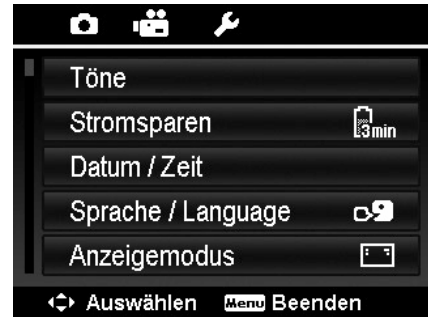 Töne
Stromsparen 3min
Datum / Zeit
Sprache / Language
Anzeigemodus
Auswählen Menu Beenden